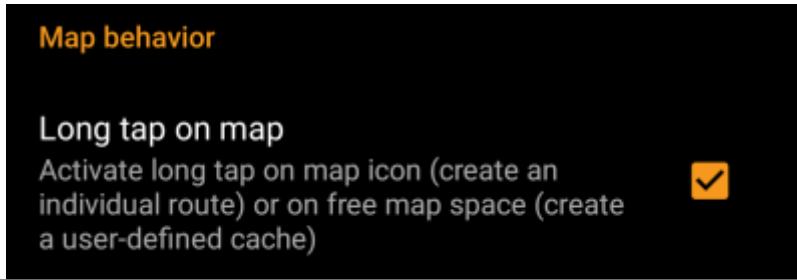 Map behavior
Long tap on map
Activate long tap on map icon (create an
individual route) or on free map space (create
a user-defined cache)